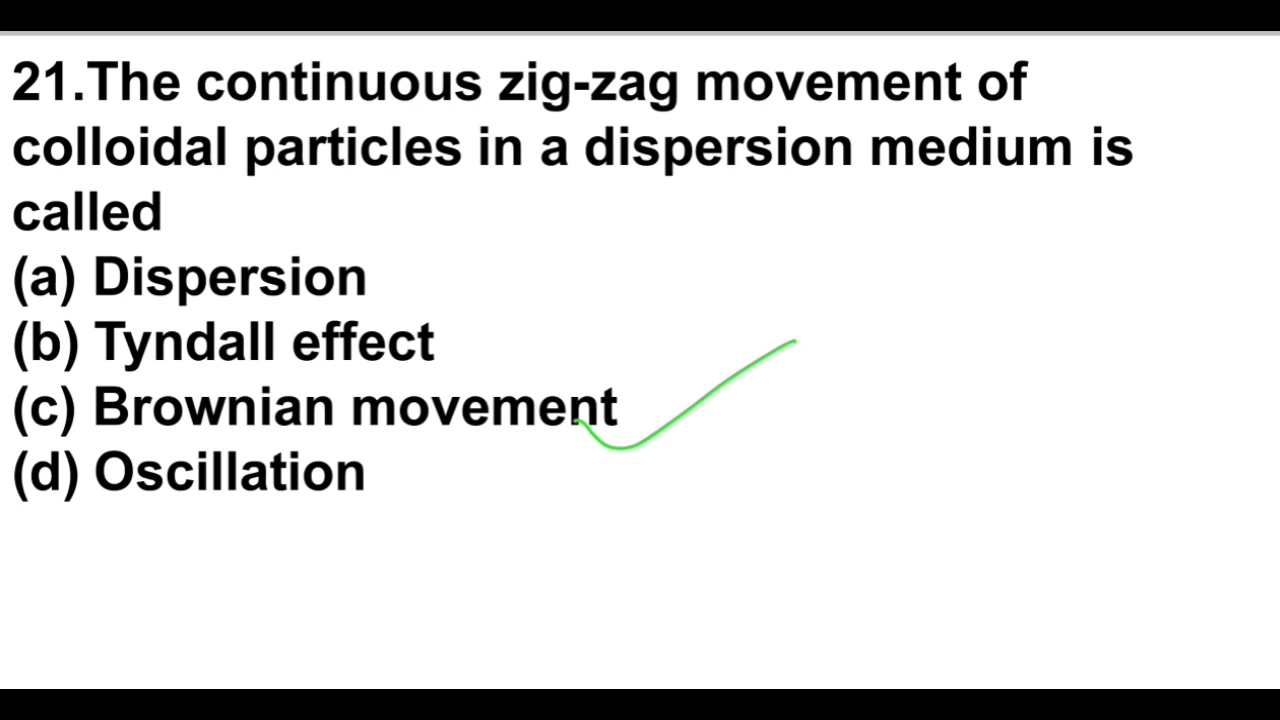 21.The continuous zig-zag movement of
colloidal particles in a dispersion medium is
called
(a) Dispersion
(b) Tyndall effect
(c) Brownian movement
(d) Oscillation